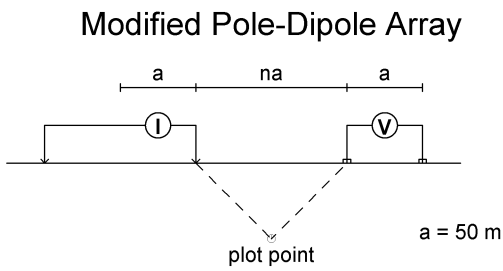 Modified Pole-Dipole Array
a na a
I V
a = 50 m
plot point